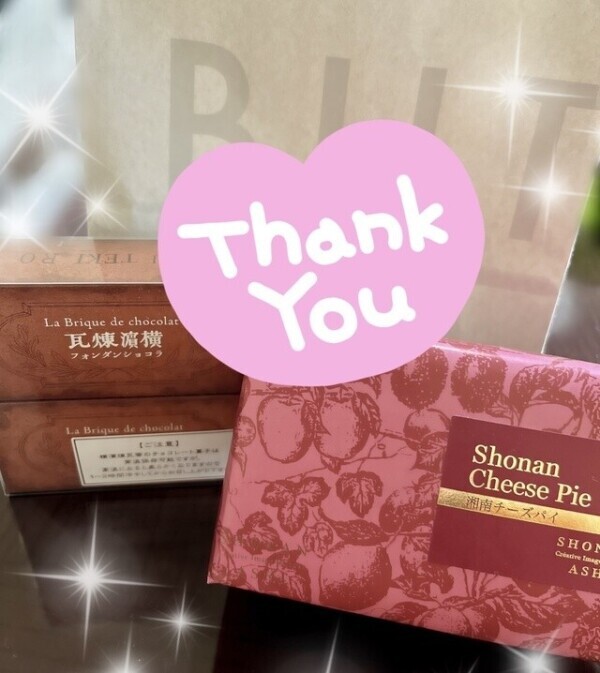 Thank
You
La Brique de chocolat
瓦煉濱横
フォンダンショコラ
La Brique de chocolat
【ご注意】
Shonan
Cheese Pie
湘南チーズパイ
SHON
Créative Image
ASH